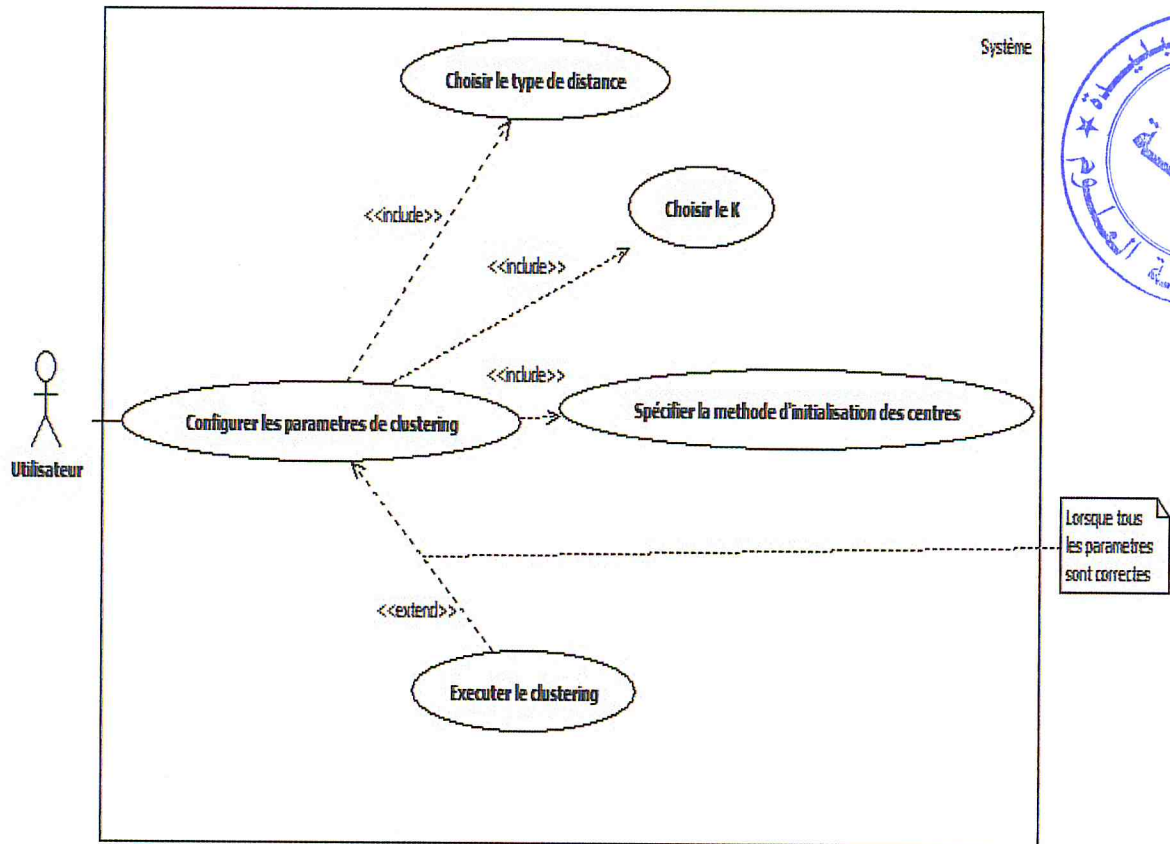 Système
Choisir le type de distance
<<include>>
Choisir le K
<<include>>
<<include>>
Configurer les parametres de clustering
Spécifier la methode d'initialisation des centres
Utilisateur
Lorsque tous
les parametres
sont correctes
<<extend>>
Executer le clustering